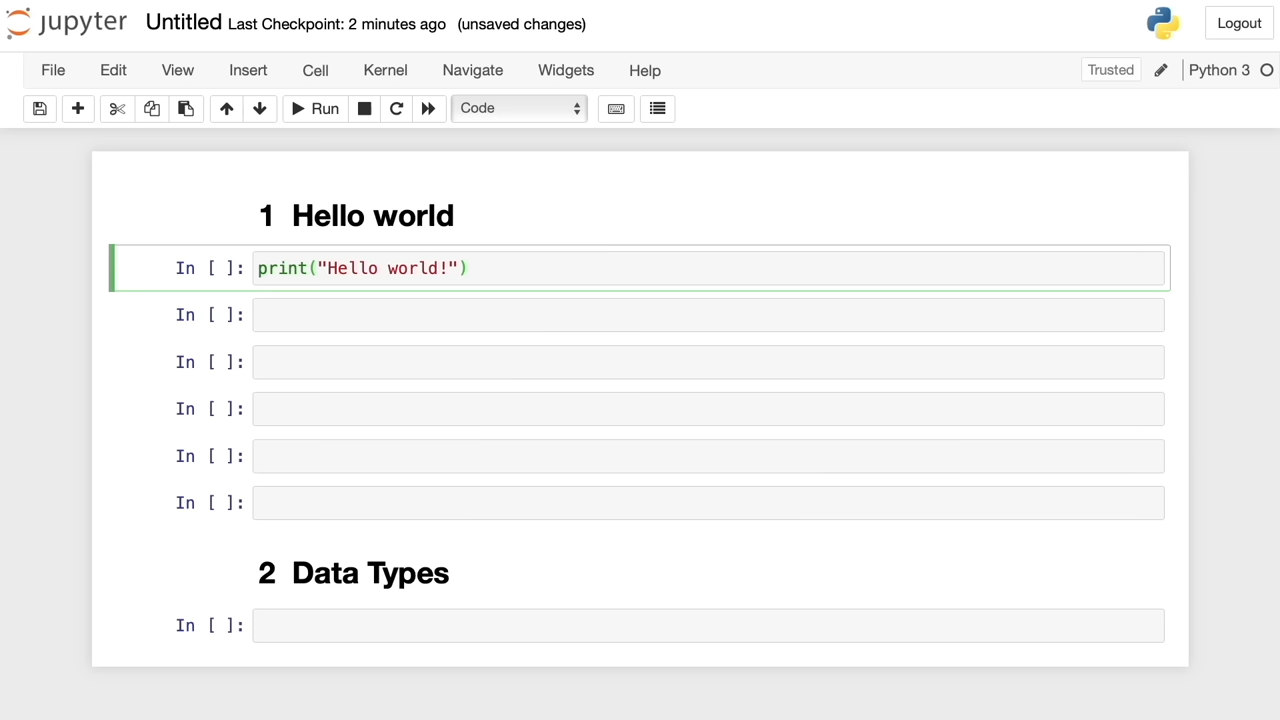 jupyter Untitled Last Checkpoint: 2 minutes ago (unsaved changes) Logout
File Edit View Insert Cell Kernel Navigate Widgets Help Trusted Python 3
Run Code
1 Hello world
In [ ]: print("Hello world!")
In [ ]:
In [ ]:
In [ ]:
In [ ]:
In [ ]:
2 Data Types
In [ ]: